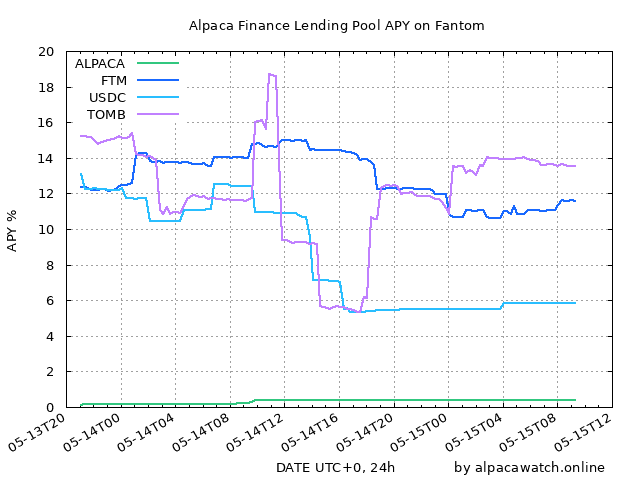 Alpaca Finance Lending Pool APY on Fantom
20
18
16
14
12
10
8
6
4
2
0
APY %
ALPACA
FTM
USDC
TOMB
05-13T20
05-14T00
05-14T04
05-14T08
05-14T12
05-14T16
05-14T20
05-15T00
05-15T04
05-15T08
05-15T12
DATE UTC+0, 24h
by alpacawatch.online